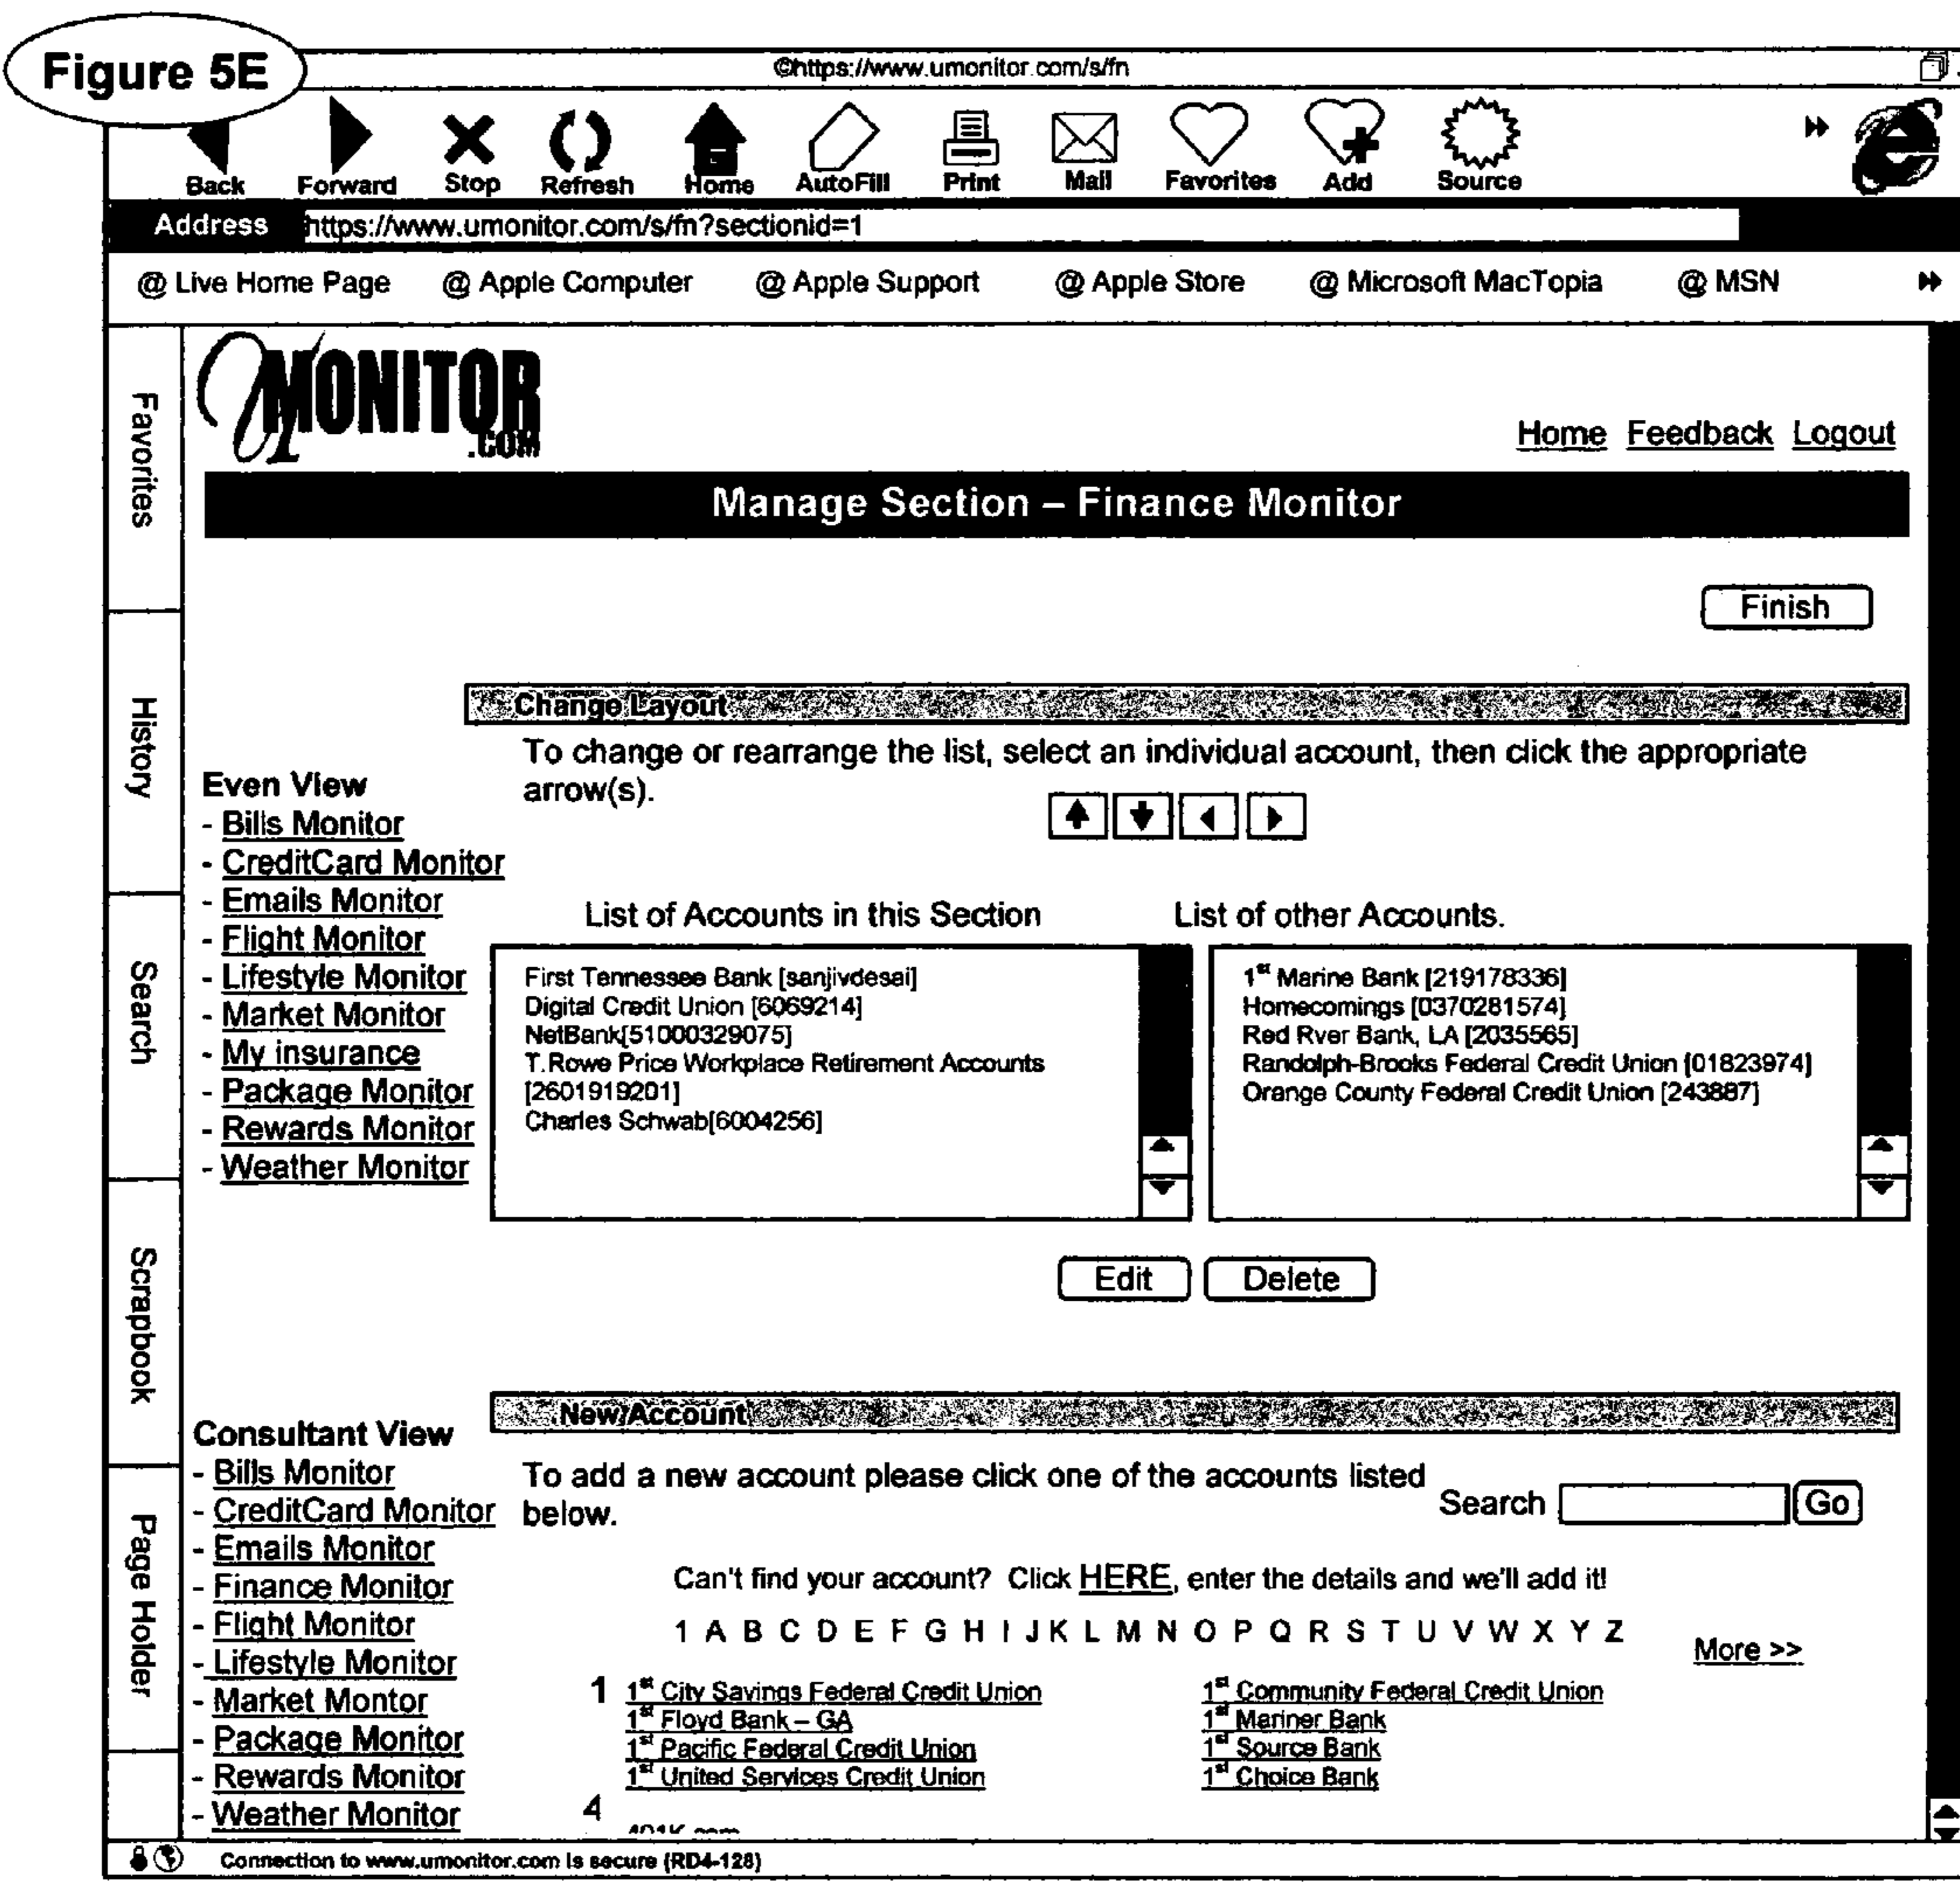 Figure 5E
©https://www.umonitor.com/s/fn
Back Forward Stop Refresh Home AutoFill Print Mail Favorites Add Source
Address https://www.umonitor.com/s/fn?sectionid=1
@ Live Home Page @ Apple Computer @ Apple Support @ Apple Store @ Microsoft MacTopia @ MSN
Favorites
History
Search
Scrapbook
Page Holder
UMONITOR
.COM
Home Feedback Logout
Manage Section – Finance Monitor
Finish
Change Layout
To change or rearrange the list, select an individual account, then click the appropriate
arrow(s).
Even View
- Bills Monitor
- CreditCard Monitor
- Emails Monitor
- Flight Monitor
- Lifestyle Monitor
- Market Monitor
- My insurance
- Package Monitor
- Rewards Monitor
- Weather Monitor
List of Accounts in this Section
First Tennessee Bank [sanjivdesai]
Digital Credit Union [6069214]
NetBank[51000329075]
T.Rowe Price Workplace Retirement Accounts
[2601919201]
Charles Schwab[6004256]
List of other Accounts.
1st Marine Bank [219178336]
Homecomings [0370281574]
Red Rver Bank, LA [2035565]
Randolph-Brooks Federal Credit Union [01823974]
Orange County Federal Credit Union [243887]
Edit Delete
New Account
Consultant View
- Bills Monitor
- CreditCard Monitor
- Emails Monitor
- Finance Monitor
- Flight Monitor
- Lifestyle Monitor
- Market Montor
- Package Monitor
- Rewards Monitor
- Weather Monitor
To add a new account please click one of the accounts listed
below.
Search Go
Can't find your account? Click HERE, enter the details and we'll add it!
1 A B C D E F G H I J K L M N O P Q R S T U V W X Y Z
More >>
1 1st City Savings Federal Credit Union 1st Community Federal Credit Union
1st Floyd Bank – GA 1st Mariner Bank
1st Pacific Federal Credit Union 1st Source Bank
1st United Services Credit Union 1st Choice Bank
4
Connection to www.umonitor.com is secure (RD4-128)